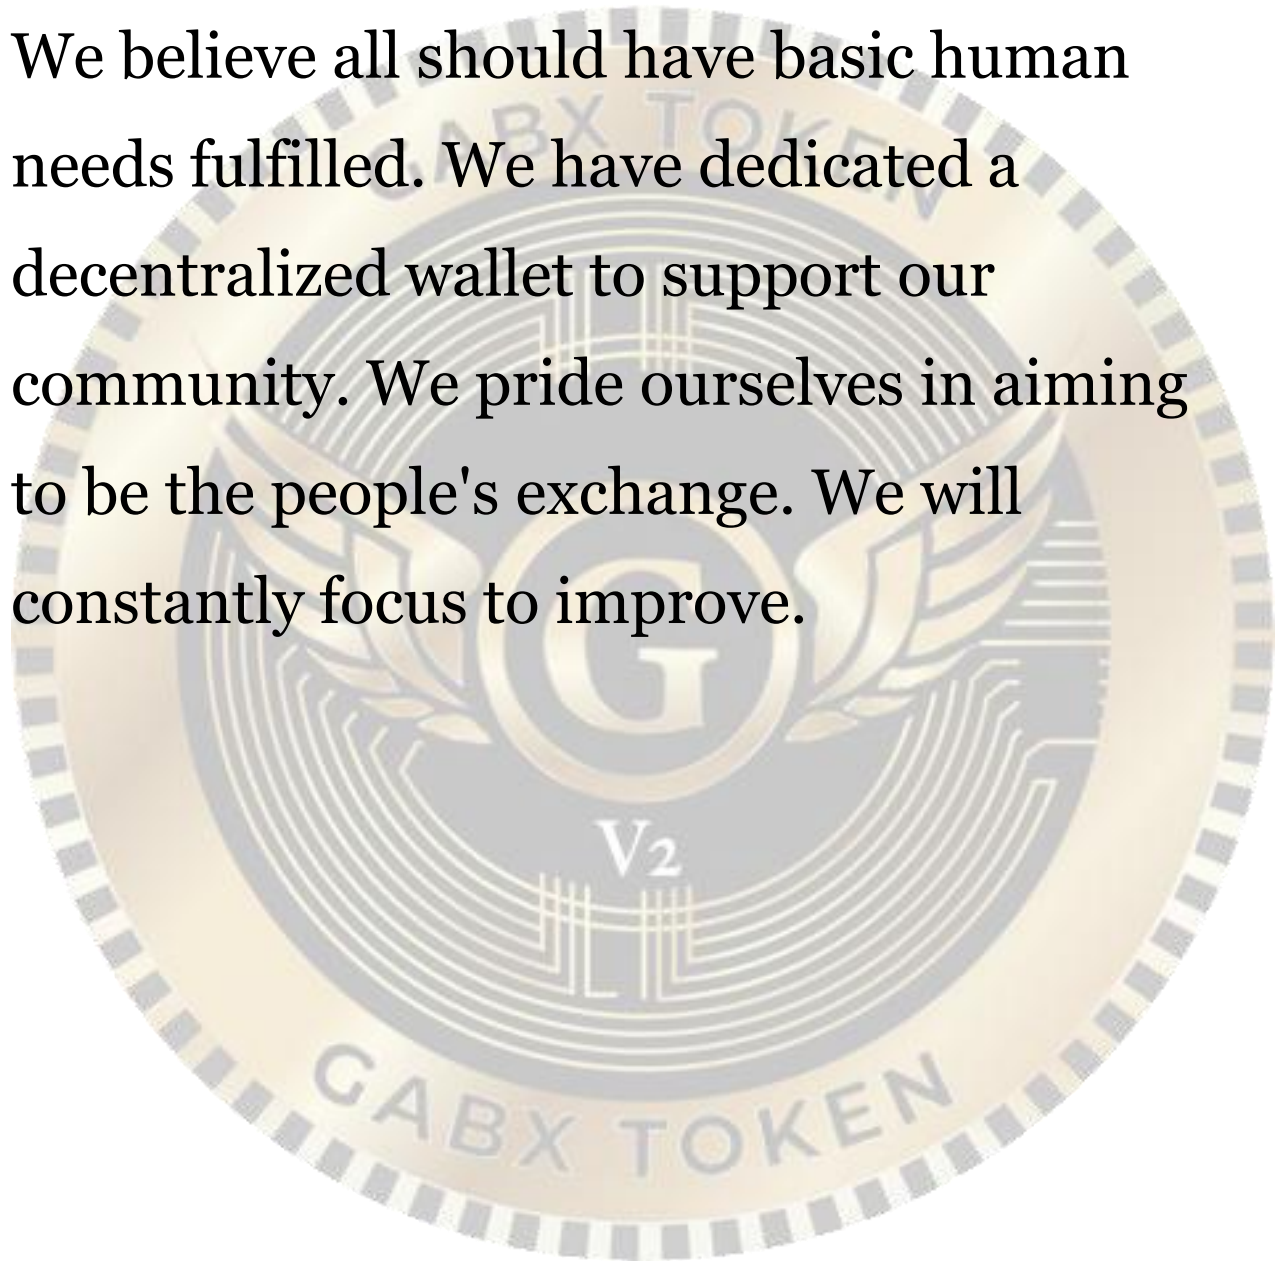 We believe all should have basic human
needs fulfilled. We have dedicated a
decentralized wallet to support our
community. We pride ourselves in aiming
to be the people's exchange. We will
constantly focus to improve.
GABX TOKEN
G
V2
GABX TOKEN